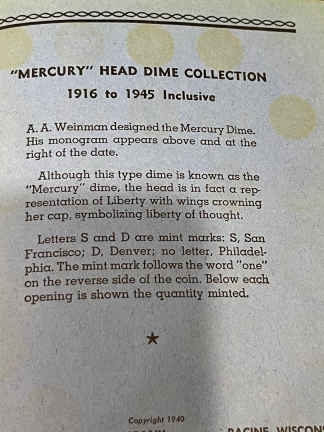 "MERCURY" HEAD DIME COLLECTION
1916 to 1945 Inclusive
A. A. Weinman designed the Mercury Dime.
His monogram appears above and at the
right of the date.
Although this type dime is known as the
"Mercury" dime, the head is in fact a rep-
resentation of Liberty with wings crowning
her cap, symbolizing liberty of thought.
Letters S and D are mint marks: S, San
Francisco; D, Denver; no letter, Philadel-
phia. The mint mark follows the word "one"
on the reverse side of the coin. Below each
opening is shown the quantity minted.
Copyright 1940
RACINE, WISCON